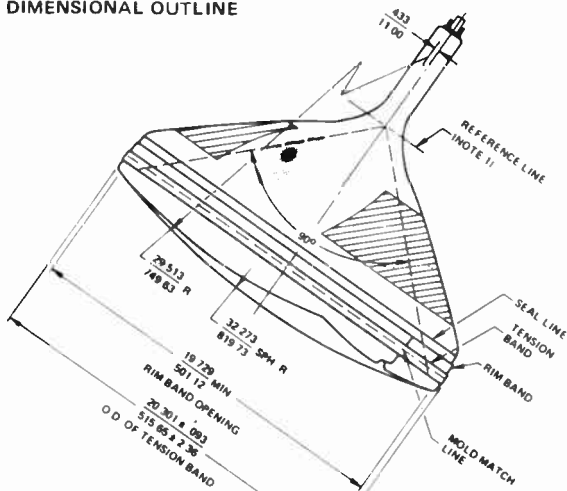 DIMENSIONAL OUTLINE
.433
11.00
REFERENCE LINE
(NOTE 1)
90°
29.513
749.63 R
32.273
819.73 SPH R
SEAL LINE
TENSION
BAND
RIM BAND
MOLD MATCH
LINE
19.729 MIN
501.12
RIM BAND OPENING
20.301 ± .093
515.65 ± 2.36
O.D. OF TENSION BAND